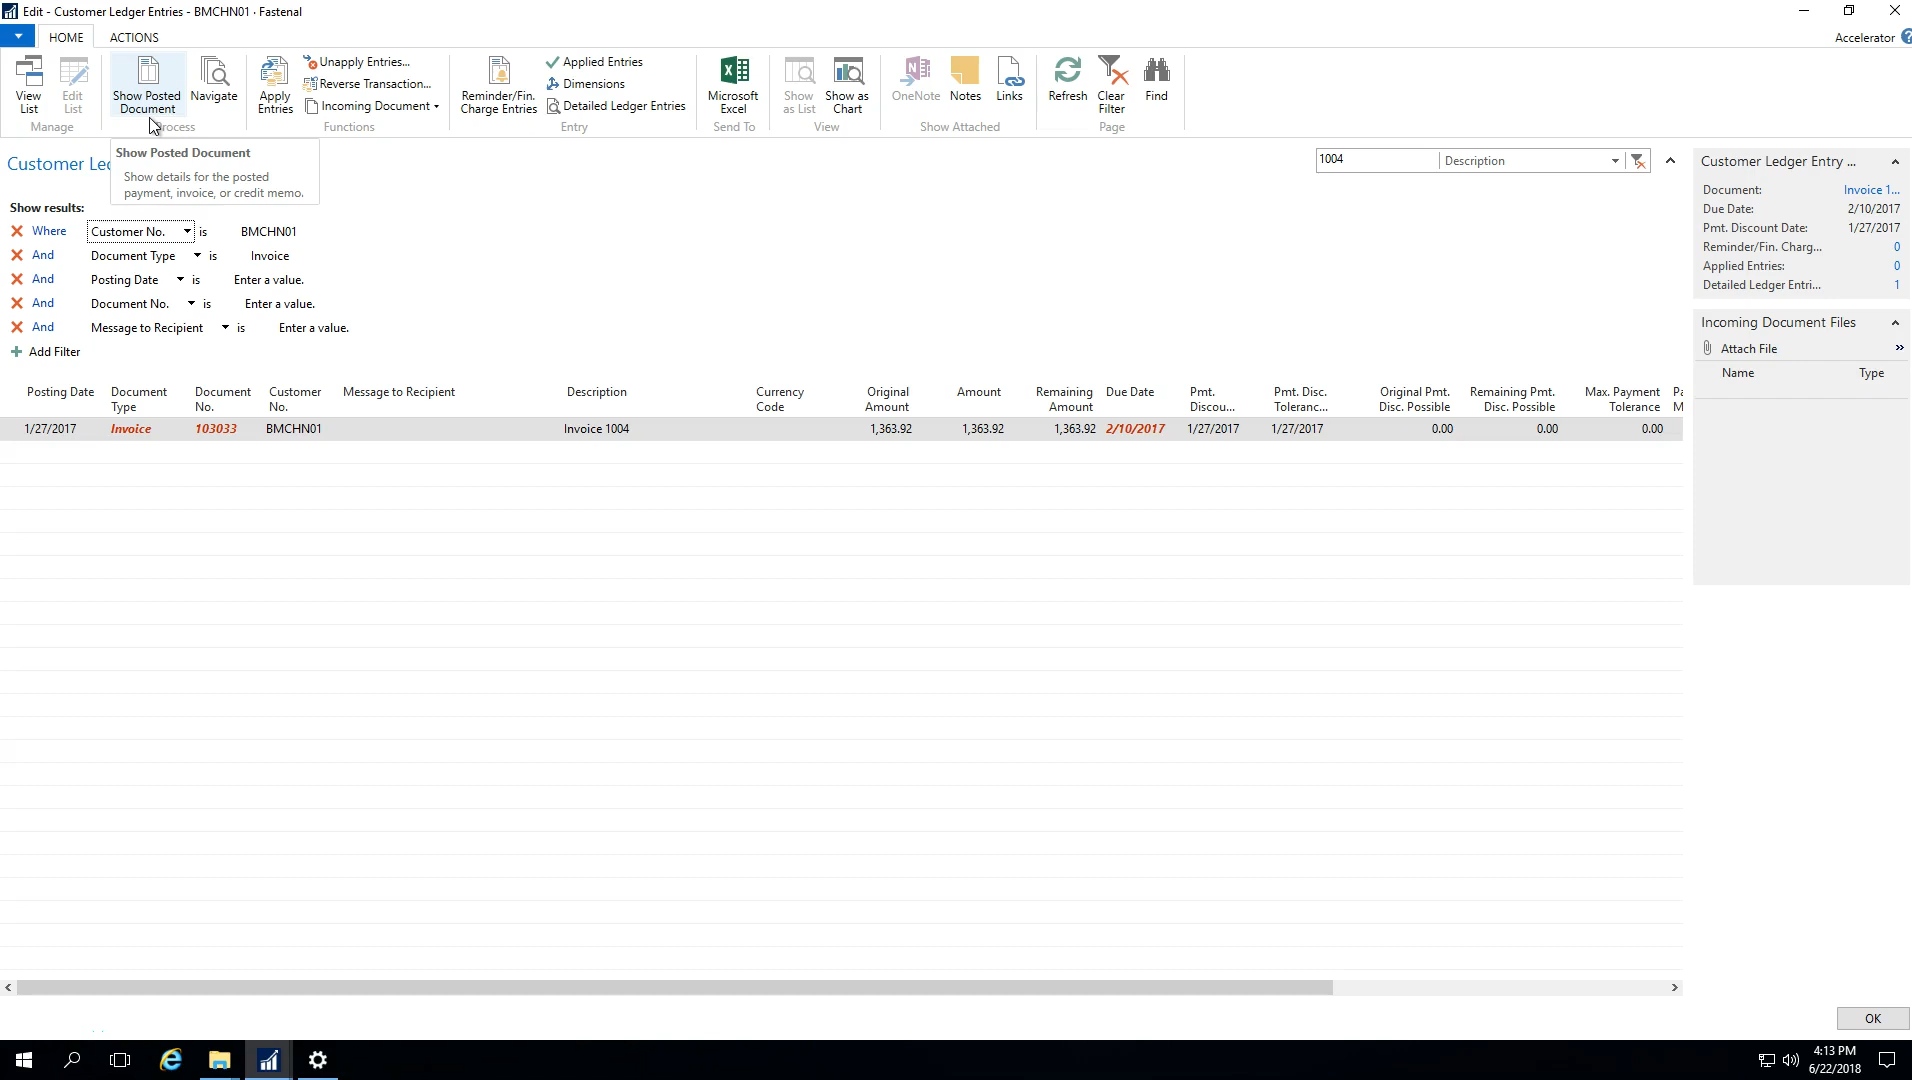 Edit - Customer Ledger Entries - BMCHN01 · Fastenal
HOME ACTIONS
Accelerator ?
View List
Edit List
Manage
Show Posted Document
Navigate
rocess
Apply Entries
Unapply Entries...
Reverse Transaction...
Incoming Document
Functions
Reminder/Fin. Charge Entries
Applied Entries
Dimensions
Detailed Ledger Entries
Entry
Microsoft Excel
Send To
Show as List
Show as Chart
View
OneNote
Notes
Links
Show Attached
Refresh
Clear Filter
Find
Page
Show Posted Document
Show details for the posted
payment, invoice, or credit memo.
Customer Led
1004 Description
Show results:
Where Customer No. is BMCHN01
And Document Type is Invoice
And Posting Date is Enter a value.
And Document No. is Enter a value.
And Message to Recipient is Enter a value.
Add Filter
Posting Date Document Type Document No. Customer No. Message to Recipient Description Currency Code Original Amount Amount Remaining Amount Due Date Pmt. Discou... Pmt. Disc. Toleranc... Original Pmt. Disc. Possible Remaining Pmt. Disc. Possible Max. Payment Tolerance Pa M
1/27/2017 Invoice 103033 BMCHN01 Invoice 1004 1,363.92 1,363.92 1,363.92 2/10/2017 1/27/2017 1/27/2017 0.00 0.00 0.00
Customer Ledger Entry ...
Document: Invoice 1...
Due Date: 2/10/2017
Pmt. Discount Date: 1/27/2017
Reminder/Fin. Charg... 0
Applied Entries: 0
Detailed Ledger Entri... 1
Incoming Document Files
Attach File
Name Type
OK
4:13 PM
6/22/2018